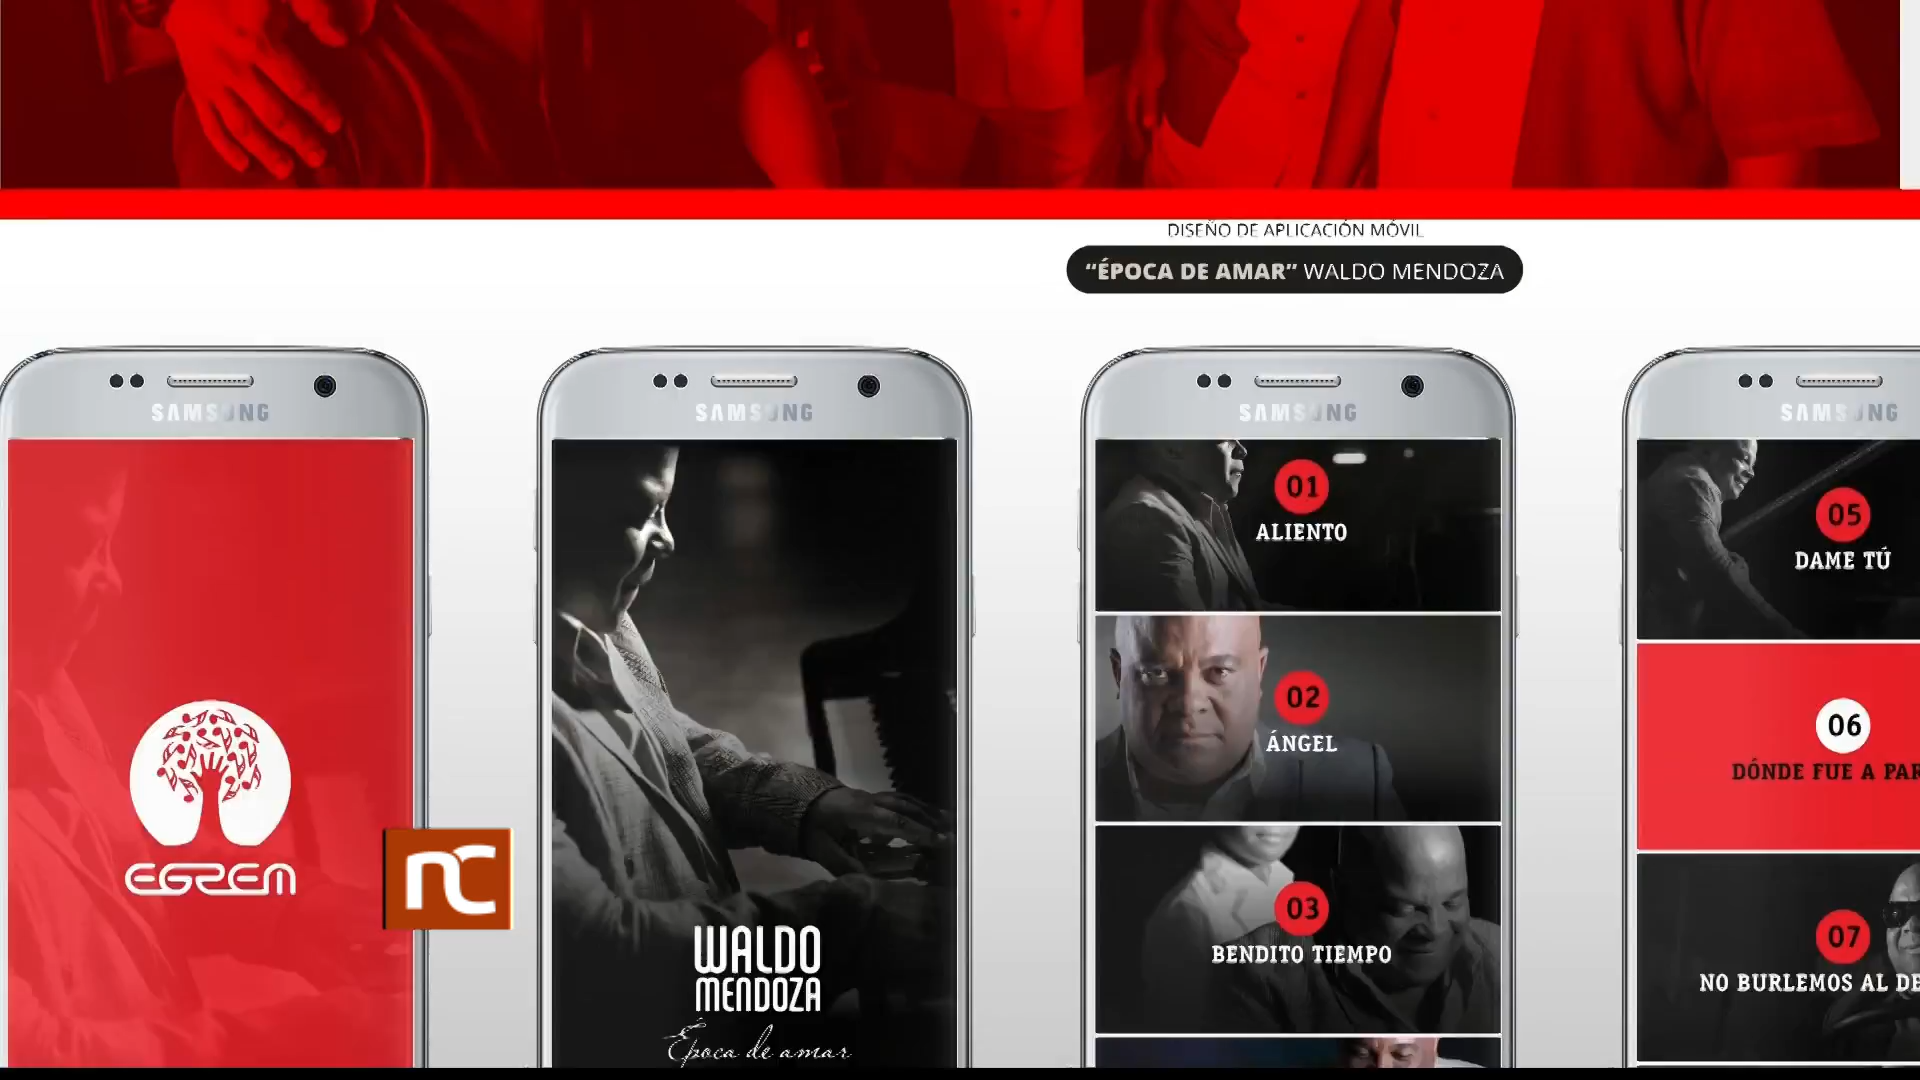 DISEÑO DE APLICACIÓN MÓVIL
“ÉPOCA DE AMAR” WALDO MENDOZA
SAMSUNG
SAMSUNG
SAMSUNG
SAMSUNG
EGREM
nc
WALDO
MENDOZA
Época de amar
01
ALIENTO
02
ÁNGEL
03
BENDITO TIEMPO
05
DAME TÚ
06
DÓNDE FUE A PAR
07
NO BURLEMOS AL DE